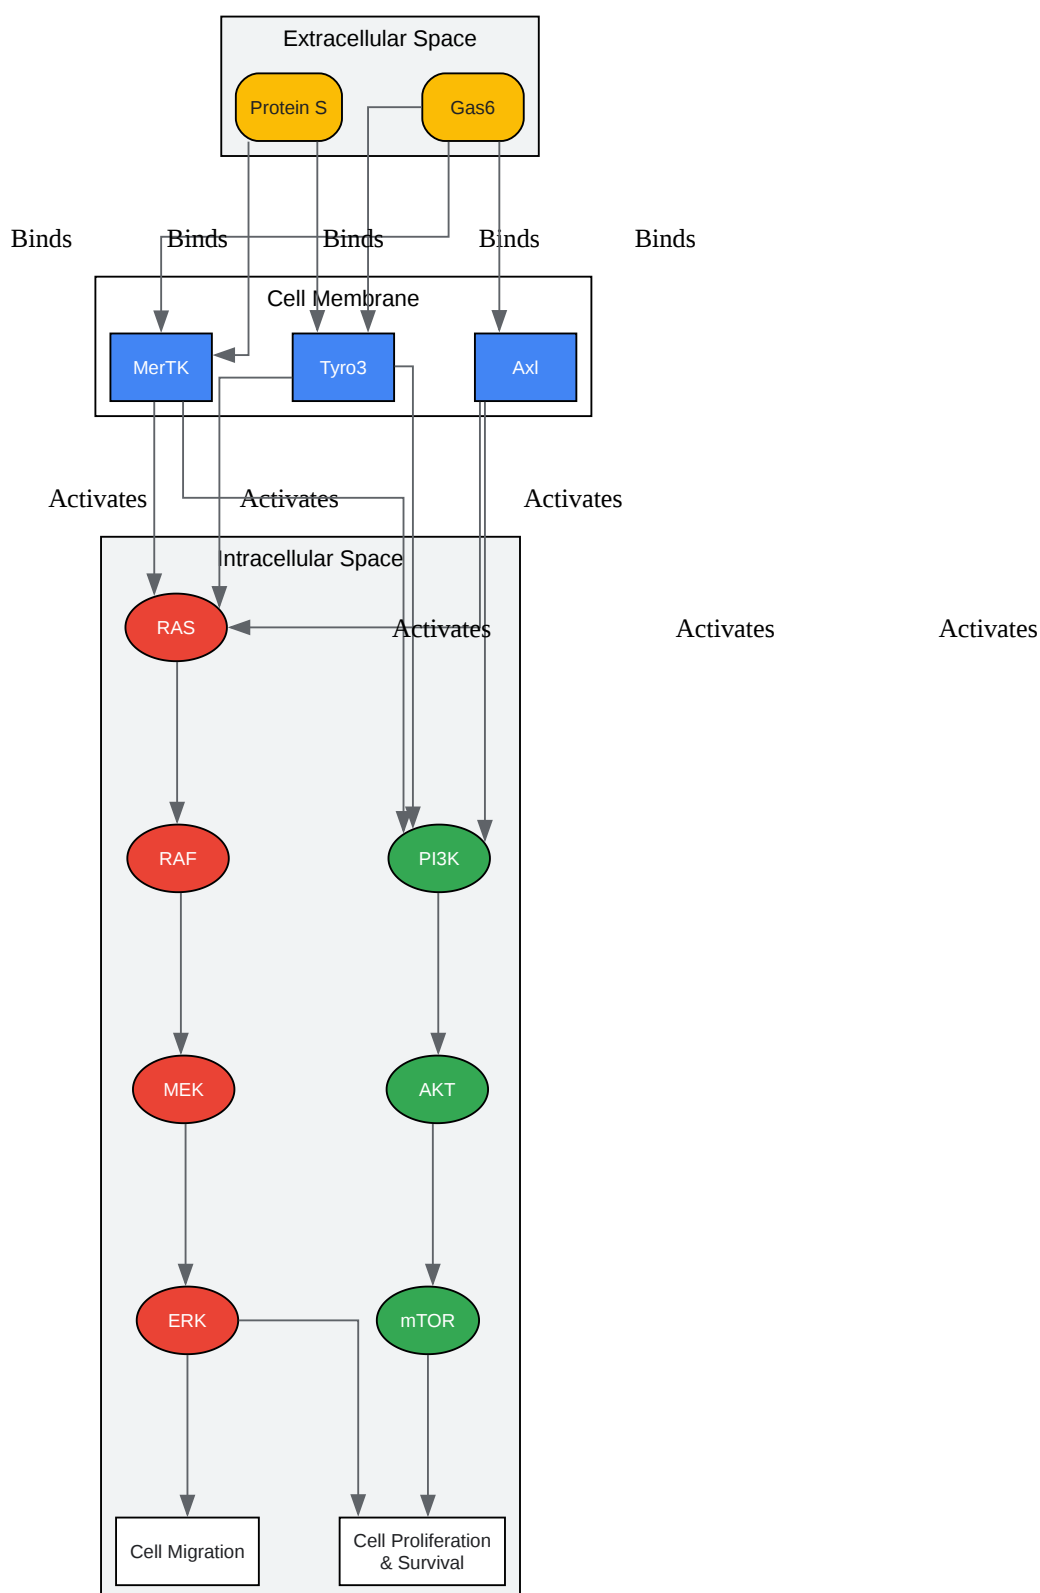 Extracellular Space
Protein S
Gas6
Binds
Binds
Binds
Binds
Binds
Cell Membrane
MerTK
Tyro3
Axl
Activates
Activates
Activates
Intracellular Space
RAS
Activates
Activates
Activates
RAF
PI3K
MEK
AKT
ERK
mTOR
Cell Migration
Cell Proliferation
& Survival